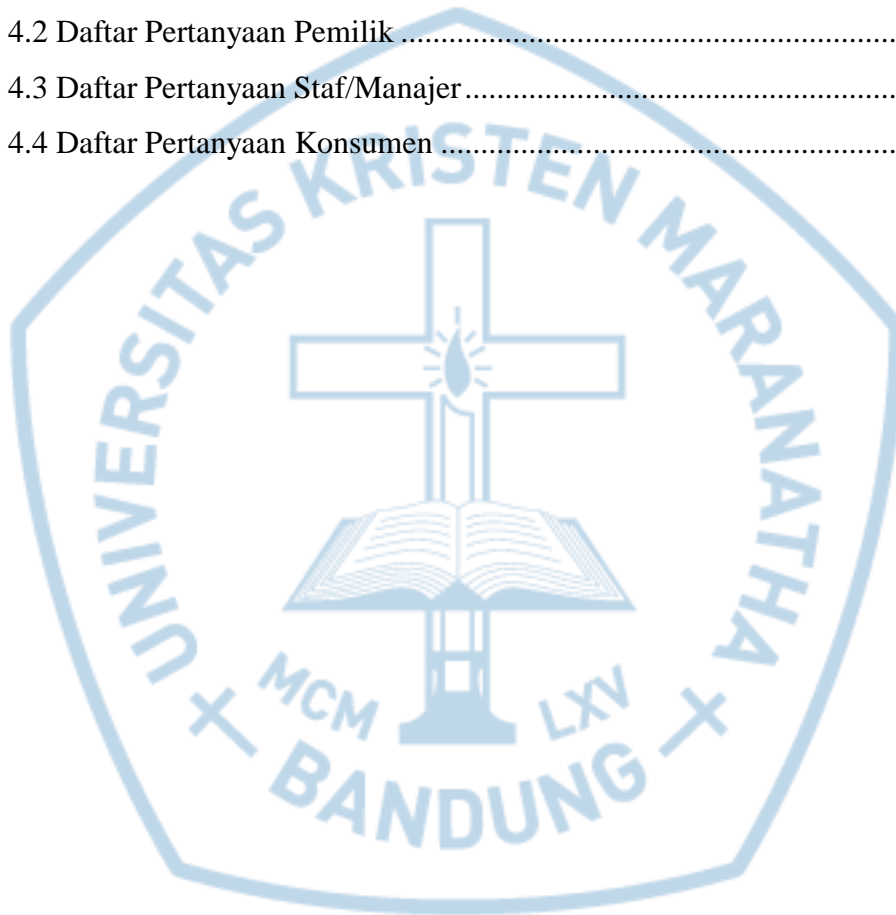 4.2 Daftar Pertanyaan Pemilik ..............................................................
4.3 Daftar Pertanyaan Staf/Manajer ......................................................
4.4 Daftar Pertanyaan Konsumen .........................................................
UNIVERSITAS KRISTEN MARANATHA
MCM LXV
BANDUNG